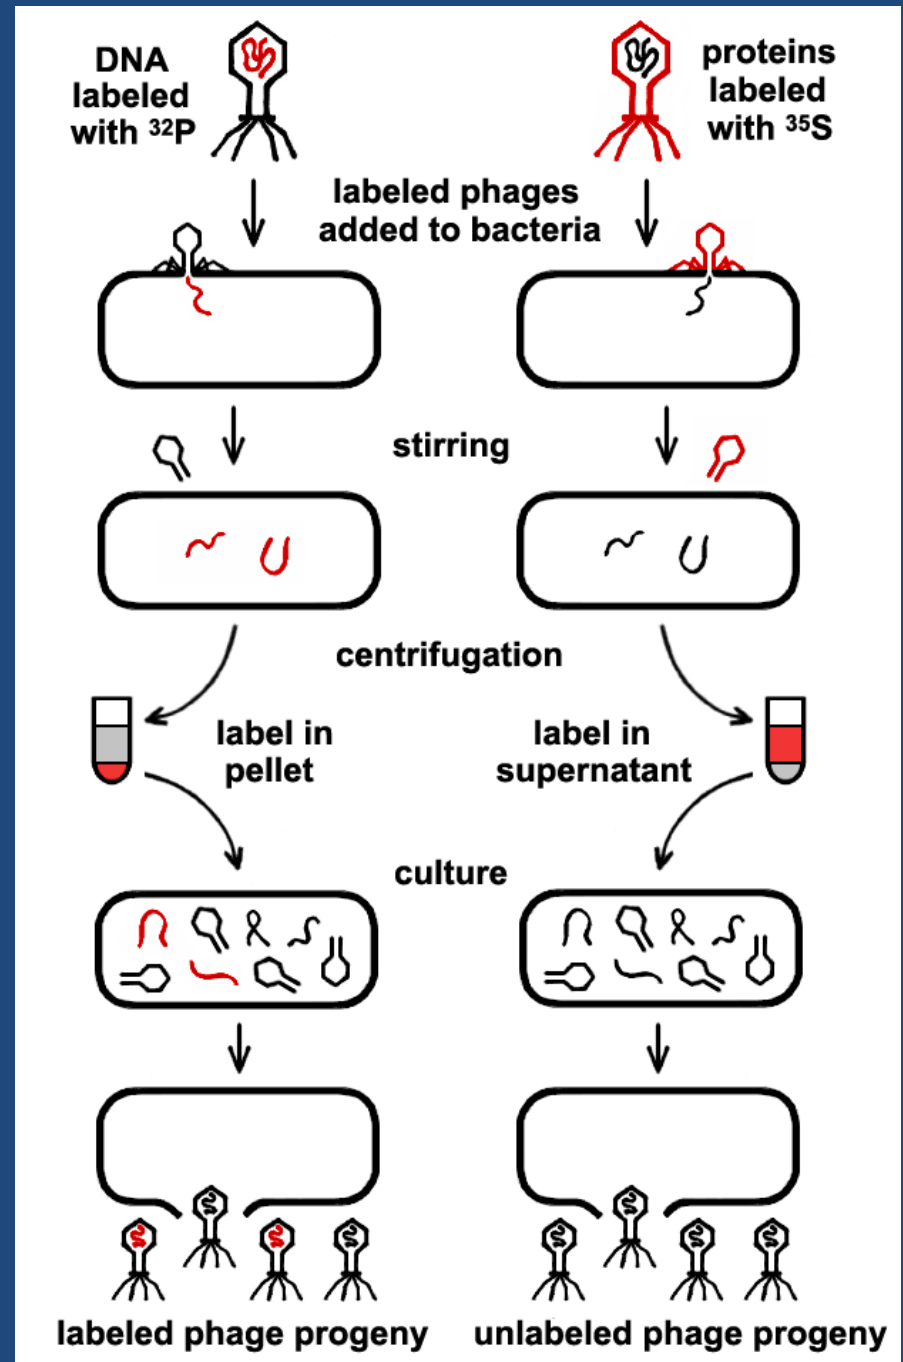 DNA
labeled
with ³²P
proteins
labeled
with ³⁵S
labeled phages
added to bacteria
stirring
centrifugation
label in
pellet
label in
supernatant
culture
labeled phage progeny
unlabeled phage progeny